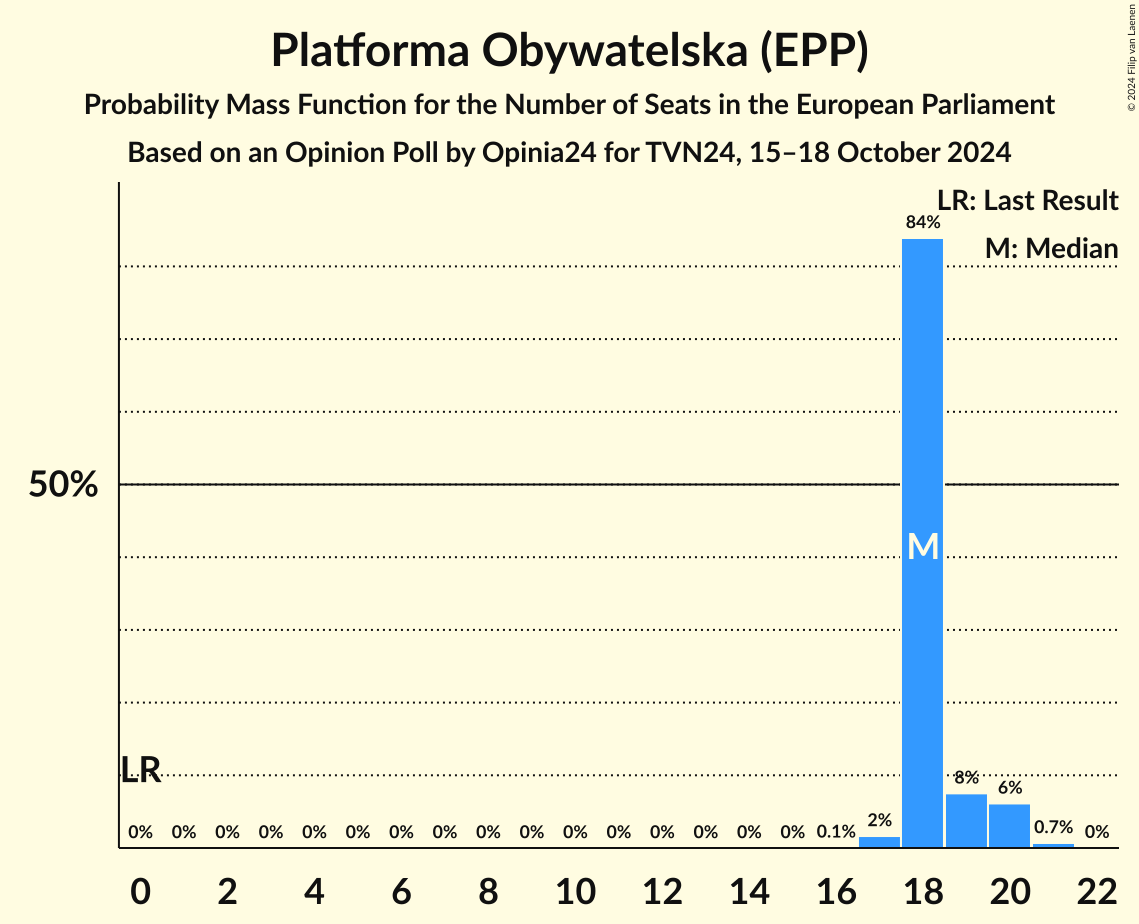 Platforma Obywatelska (EPP)
Probability Mass Function for the Number of Seats in the European Parliament
Based on an Opinion Poll by Opinia24 for TVN24, 15–18 October 2024
© 2024 Filip van Laenen
LR: Last Result
84%
M: Median
50%
M
LR
8%
6%
2%
0.7%
0% 0% 0% 0% 0% 0% 0% 0% 0% 0% 0% 0% 0% 0% 0% 0% 0.1% 0%
0 2 4 6 8 10 12 14 16 18 20 22